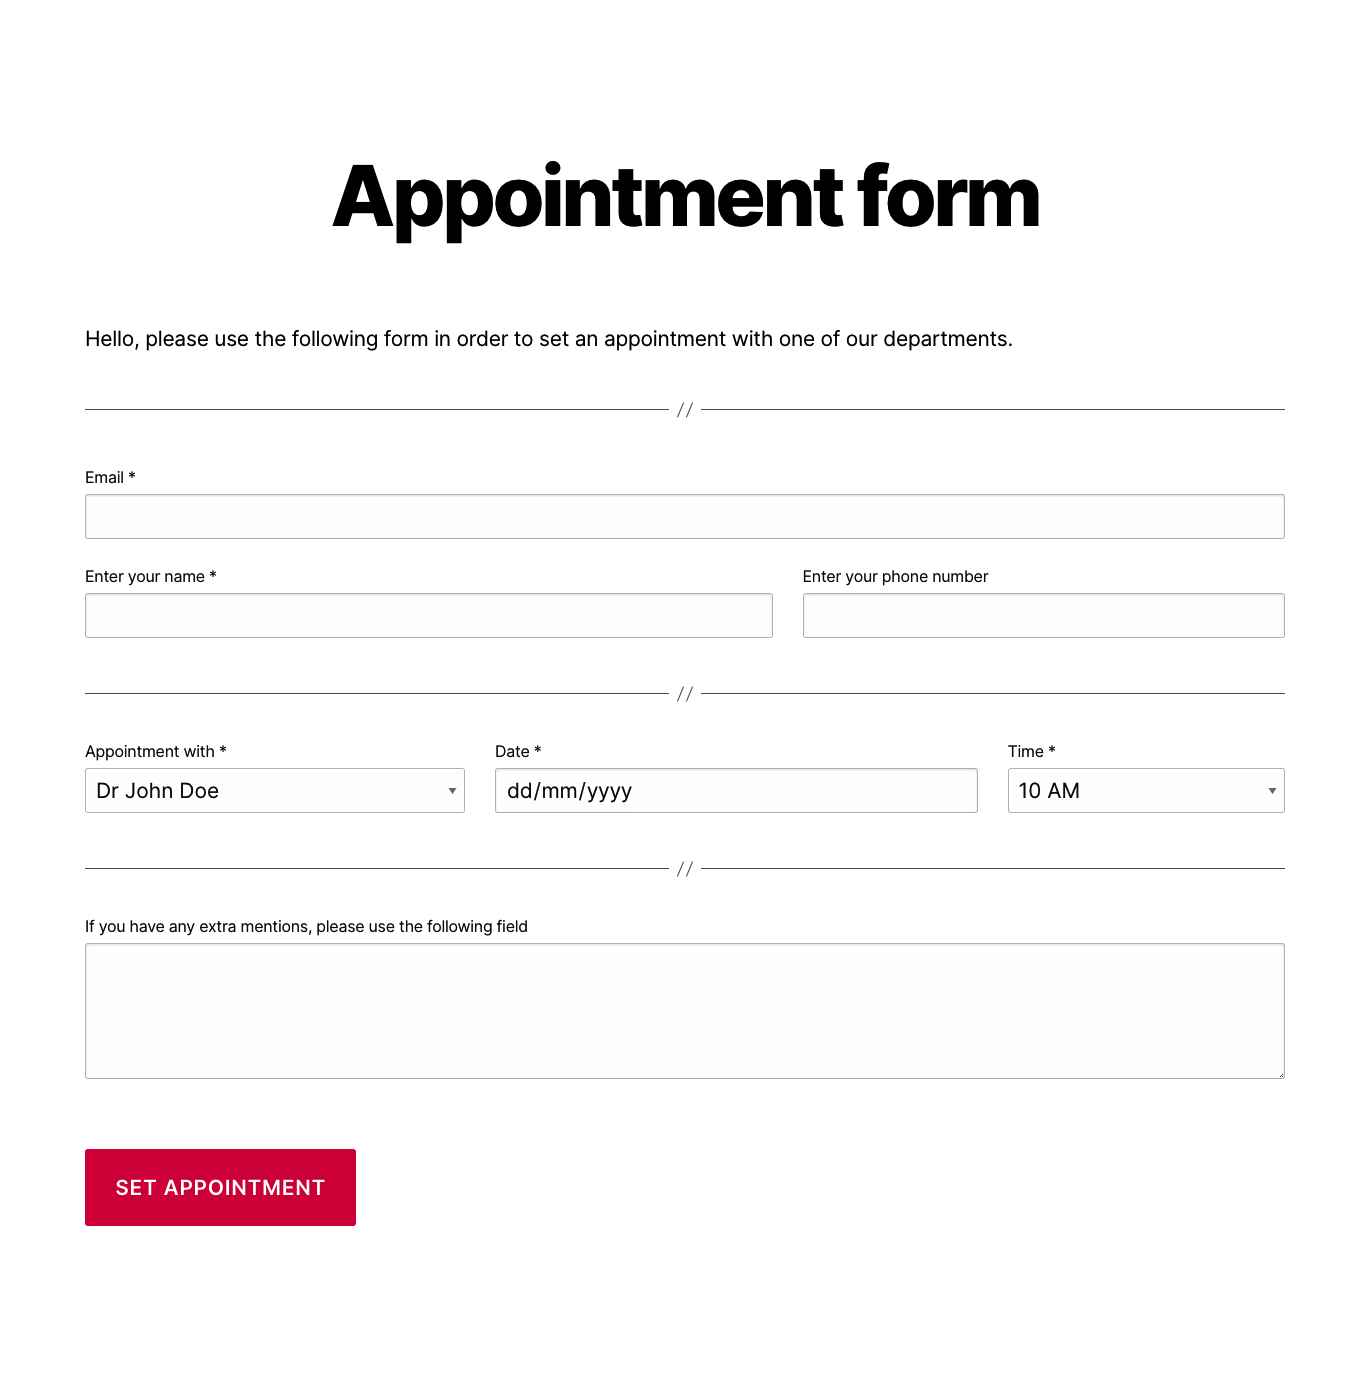 Appointment form
Hello, please use the following form in order to set an appointment with one of our departments.
//
Email *
Enter your name * Enter your phone number
//
Appointment with * Date * Time *
Dr John Doe dd/mm/yyyy 10 AM
//
If you have any extra mentions, please use the following field
SET APPOINTMENT